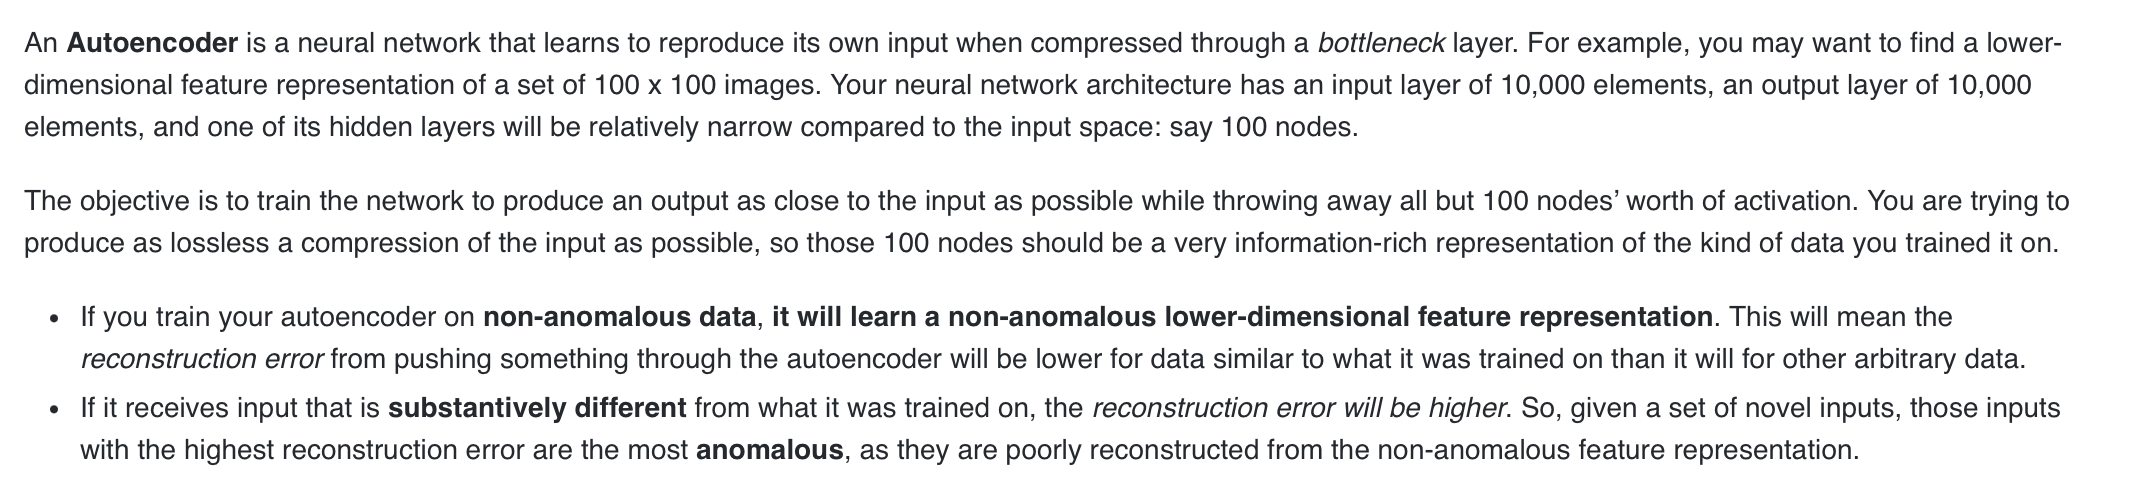 An Autoencoder is a neural network that learns to reproduce its own input when compressed through a bottleneck layer. For example, you may want to find a lower-
dimensional feature representation of a set of 100 x 100 images. Your neural network architecture has an input layer of 10,000 elements, an output layer of 10,000
elements, and one of its hidden layers will be relatively narrow compared to the input space: say 100 nodes.
The objective is to train the network to produce an output as close to the input as possible while throwing away all but 100 nodes’ worth of activation. You are trying to
produce as lossless a compression of the input as possible, so those 100 nodes should be a very information-rich representation of the kind of data you trained it on.
• If you train your autoencoder on non-anomalous data, it will learn a non-anomalous lower-dimensional feature representation. This will mean the
reconstruction error from pushing something through the autoencoder will be lower for data similar to what it was trained on than it will for other arbitrary data.
• If it receives input that is substantively different from what it was trained on, the reconstruction error will be higher. So, given a set of novel inputs, those inputs
with the highest reconstruction error are the most anomalous, as they are poorly reconstructed from the non-anomalous feature representation.